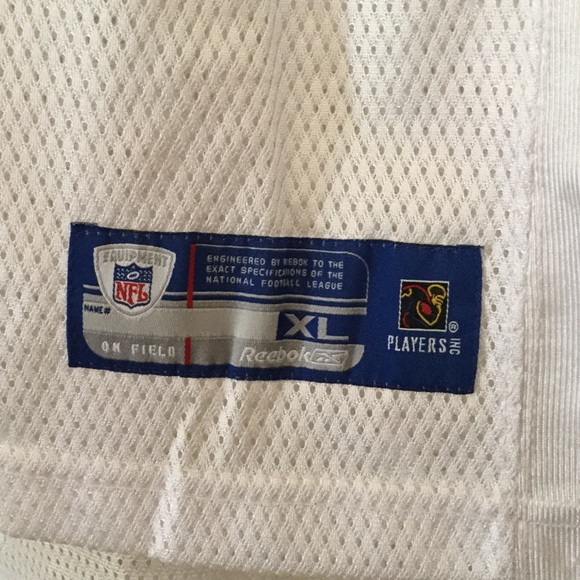 EQUIPMENT
NFL
ENGINEERED BY REBOK TO THE
EXACT SPECIFICATIONS OF THE
NATIONAL FOOTBALL LEAGUE
NAME#
XL
ON FIELD
Reebok
PLAYERS INC
®